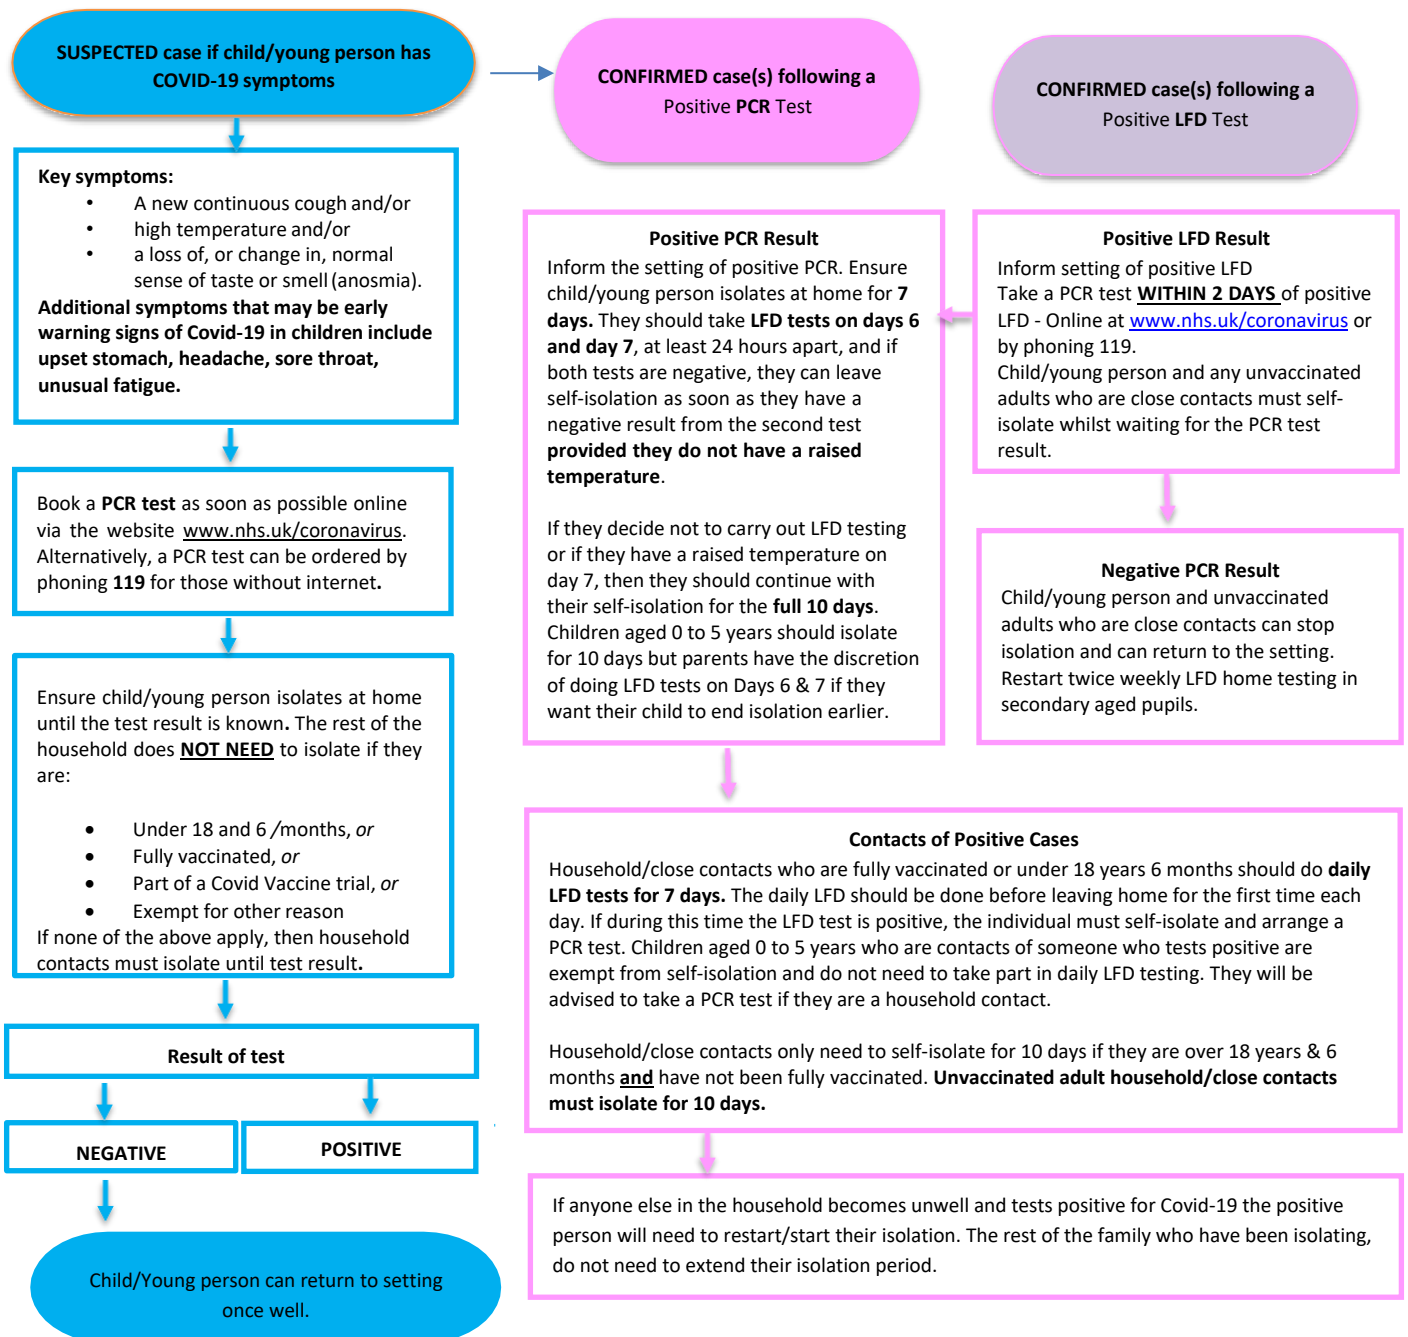 SUSPECTED case if child/young person has
COVID-19 symptoms
Key symptoms:
• A new continuous cough and/or
• high temperature and/or
• a loss of, or change in, normal
sense of taste or smell (anosmia).
Additional symptoms that may be early
warning signs of Covid-19 in children include
upset stomach, headache, sore throat,
unusual fatigue.
Book a PCR test as soon as possible online
via the website www.nhs.uk/coronavirus.
Alternatively, a PCR test can be ordered by
phoning 119 for those without internet.
Ensure child/young person isolates at home
until the test result is known. The rest of the
household does NOT NEED to isolate if they
are:
• Under 18 and 6 /months, or
• Fully vaccinated, or
• Part of a Covid Vaccine trial, or
• Exempt for other reason
If none of the above apply, then household
contacts must isolate until test result.
Result of test
NEGATIVE
POSITIVE
Child/Young person can return to setting
once well.
CONFIRMED case(s) following a
Positive PCR Test
Positive PCR Result
Inform the setting of positive PCR. Ensure
child/young person isolates at home for 7
days. They should take LFD tests on days 6
and day 7, at least 24 hours apart, and if
both tests are negative, they can leave
self-isolation as soon as they have a
negative result from the second test
provided they do not have a raised
temperature.
If they decide not to carry out LFD testing
or if they have a raised temperature on
day 7, then they should continue with
their self-isolation for the full 10 days.
Children aged 0 to 5 years should isolate
for 10 days but parents have the discretion
of doing LFD tests on Days 6 & 7 if they
want their child to end isolation earlier.
CONFIRMED case(s) following a
Positive LFD Test
Positive LFD Result
Inform setting of positive LFD
Take a PCR test WITHIN 2 DAYS of positive
LFD - Online at www.nhs.uk/coronavirus or
by phoning 119.
Child/young person and any unvaccinated
adults who are close contacts must self-
isolate whilst waiting for the PCR test
result.
Negative PCR Result
Child/young person and unvaccinated
adults who are close contacts can stop
isolation and can return to the setting.
Restart twice weekly LFD home testing in
secondary aged pupils.
Contacts of Positive Cases
Household/close contacts who are fully vaccinated or under 18 years 6 months should do daily
LFD tests for 7 days. The daily LFD should be done before leaving home for the first time each
day. If during this time the LFD test is positive, the individual must self-isolate and arrange a
PCR test. Children aged 0 to 5 years who are contacts of someone who tests positive are
exempt from self-isolation and do not need to take part in daily LFD testing. They will be
advised to take a PCR test if they are a household contact.
Household/close contacts only need to self-isolate for 10 days if they are over 18 years & 6
months and have not been fully vaccinated. Unvaccinated adult household/close contacts
must isolate for 10 days.
If anyone else in the household becomes unwell and tests positive for Covid-19 the positive
person will need to restart/start their isolation. The rest of the family who have been isolating,
do not need to extend their isolation period.